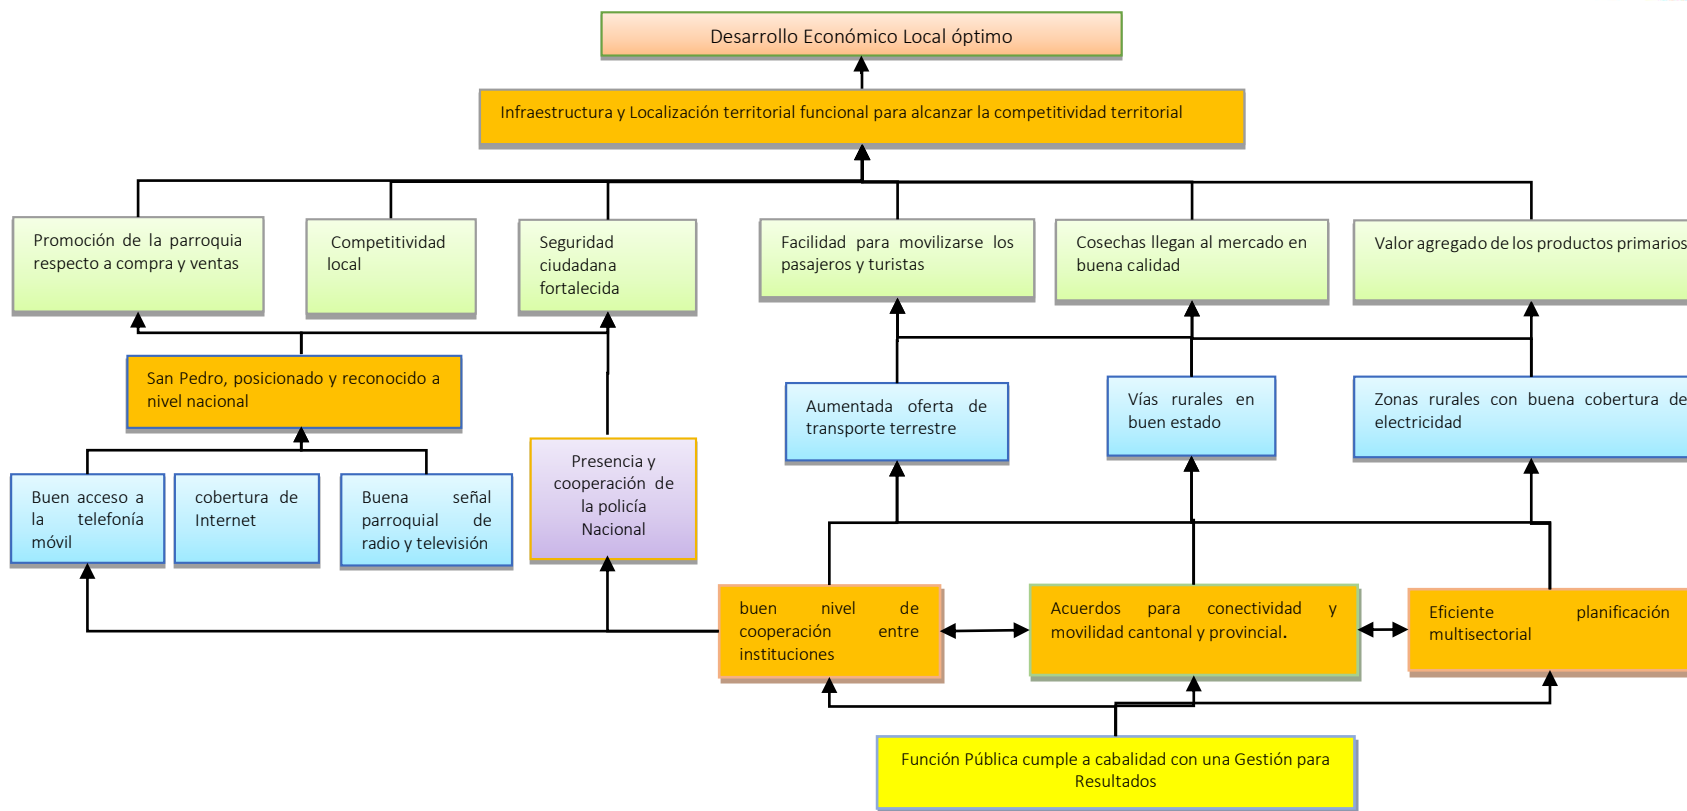 Desarrollo Económico Local óptimo
Infraestructura y Localización territorial funcional para alcanzar la competitividad territorial
Promoción de la parroquia
respecto a compra y ventas
Competitividad
local
Seguridad
ciudadana
fortalecida
Facilidad para movilizarse los
pasajeros y turistas
Cosechas llegan al mercado en
buena calidad
Valor agregado de los productos primarios
San Pedro, posicionado y reconocido a
nivel nacional
Aumentada oferta de
transporte terrestre
Vías rurales en
buen estado
Zonas rurales con buena cobertura de
electricidad
Buen acceso a
la telefonía
móvil
cobertura de
Internet
Buena señal
parroquial de
radio y televisión
Presencia y
cooperación de
la policía
Nacional
buen nivel de
cooperación entre
instituciones
Acuerdos para conectividad y
movilidad cantonal y provincial.
Eficiente planificación
multisectorial
Función Pública cumple a cabalidad con una Gestión para
Resultados